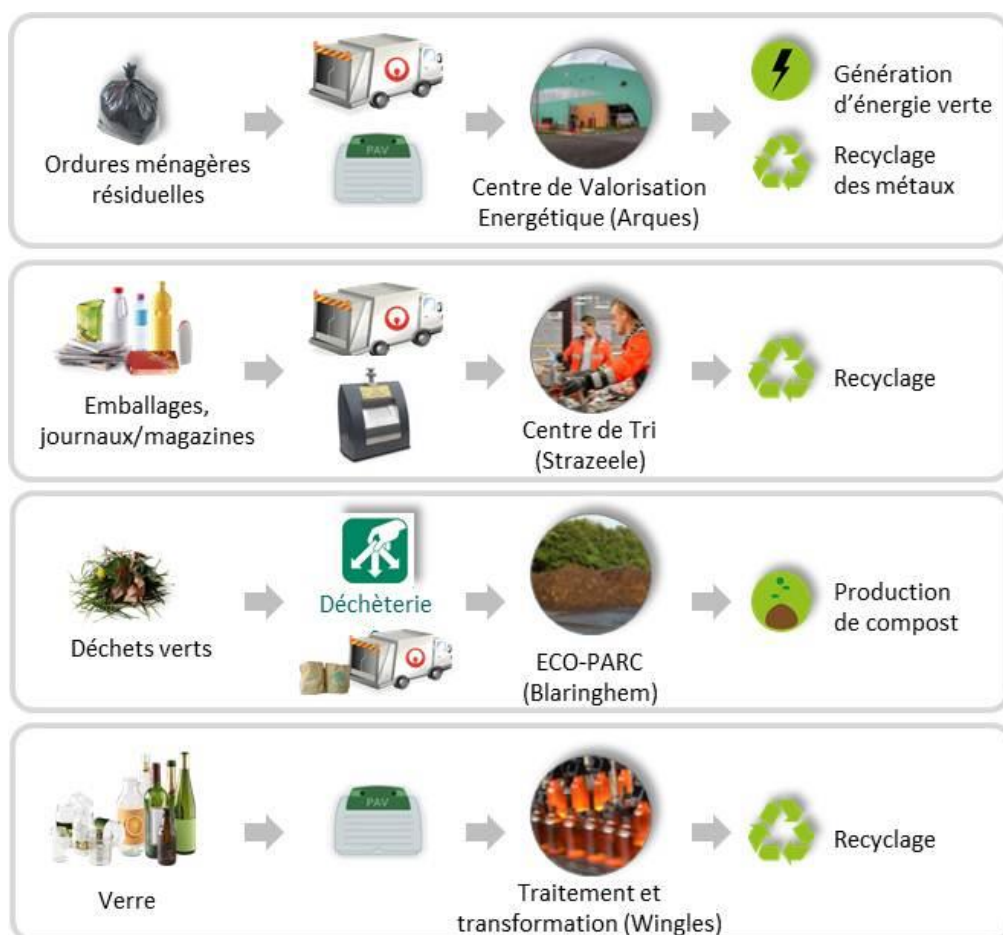 Ordures ménagères
résiduelles
PAV
Centre de Valorisation
Energétique (Arques)
Génération
d'énergie verte
Recyclage
des métaux
Emballages,
journaux/magazines
Centre de Tri
(Strazeele)
Recyclage
Déchets verts
Déchèterie
ECO-PARC
(Blaringhem)
Production
de compost
Verre
PAV
Traitement et
transformation (Wingles)
Recyclage